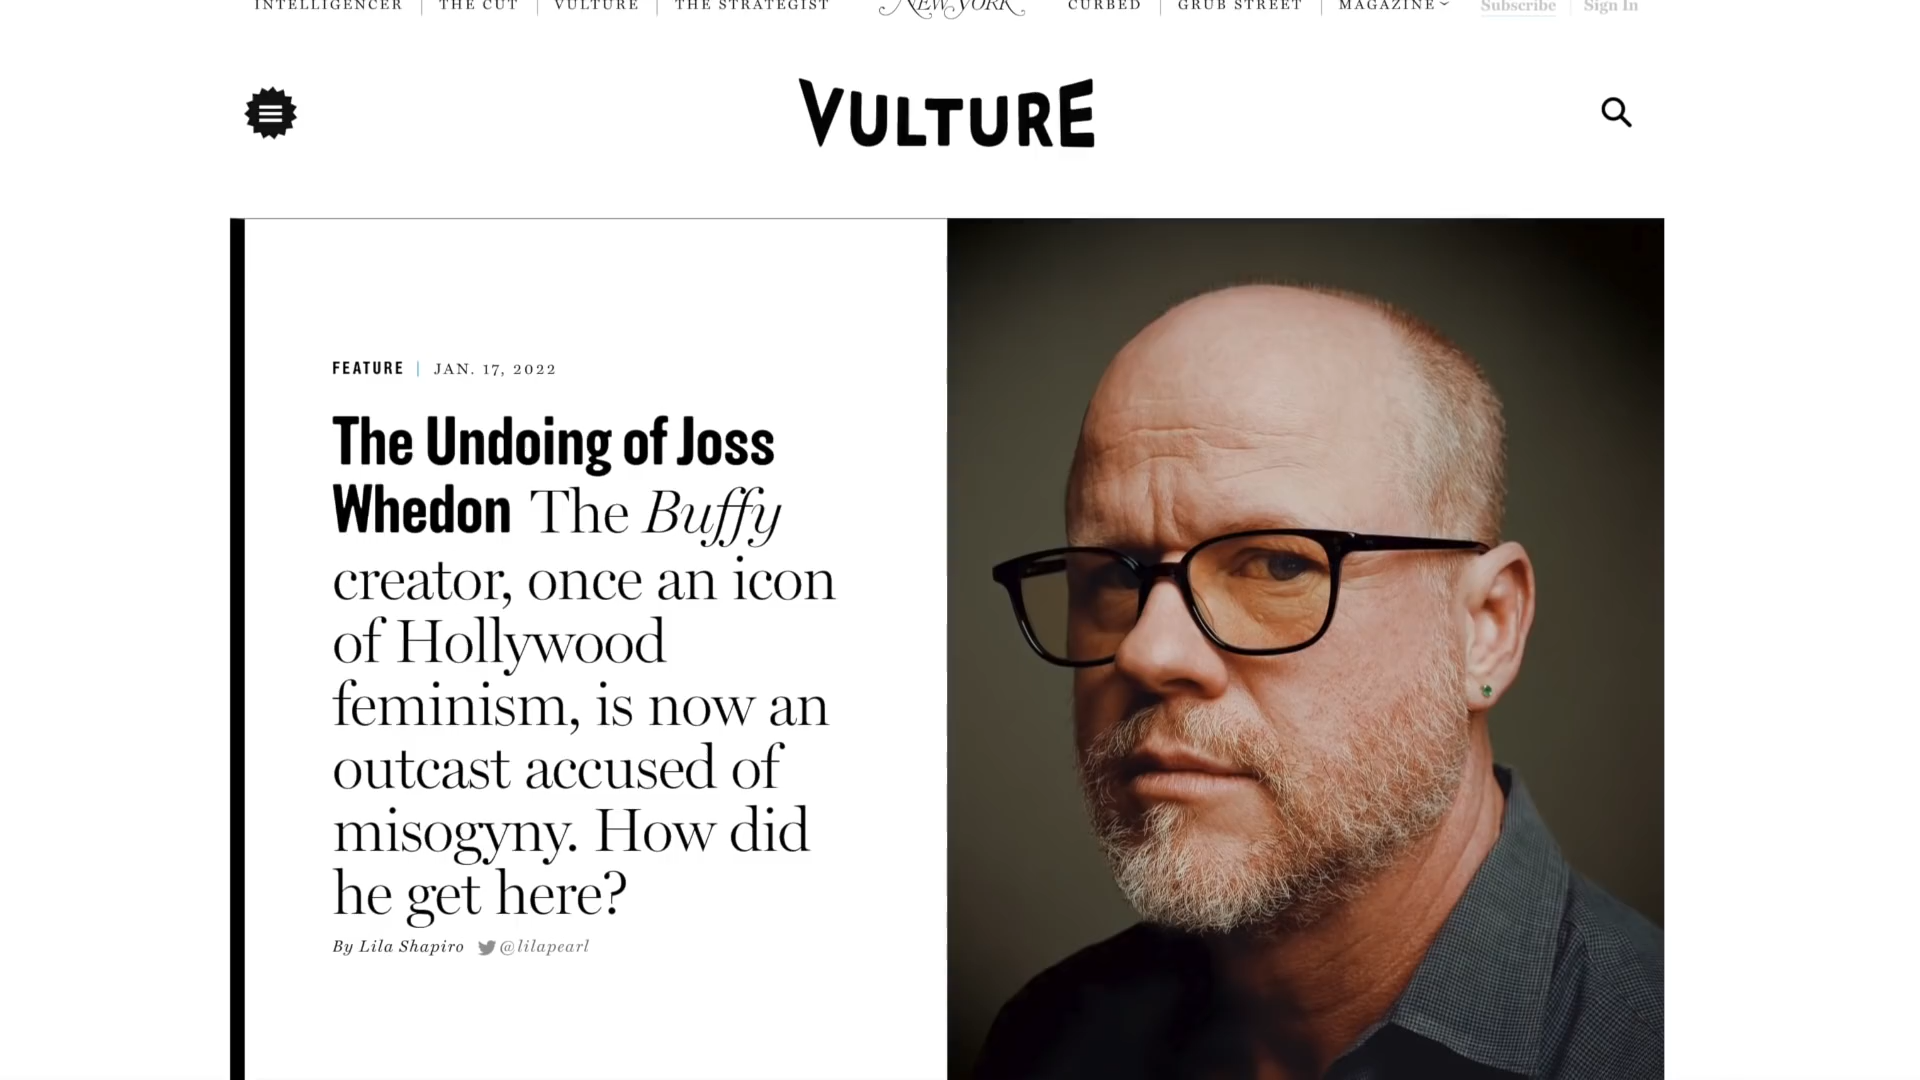 INTELLIGENCER THE CUT VULTURE THE STRATEGIST NEW YORK CURBED GRUB STREET MAGAZINE Subscribe Sign In
VULTURE
FEATURE | JAN. 17, 2022
The Undoing of Joss
Whedon The Buffy
creator, once an icon
of Hollywood
feminism, is now an
outcast accused of
misogyny. How did
he get here?
By Lila Shapiro @lilapearl